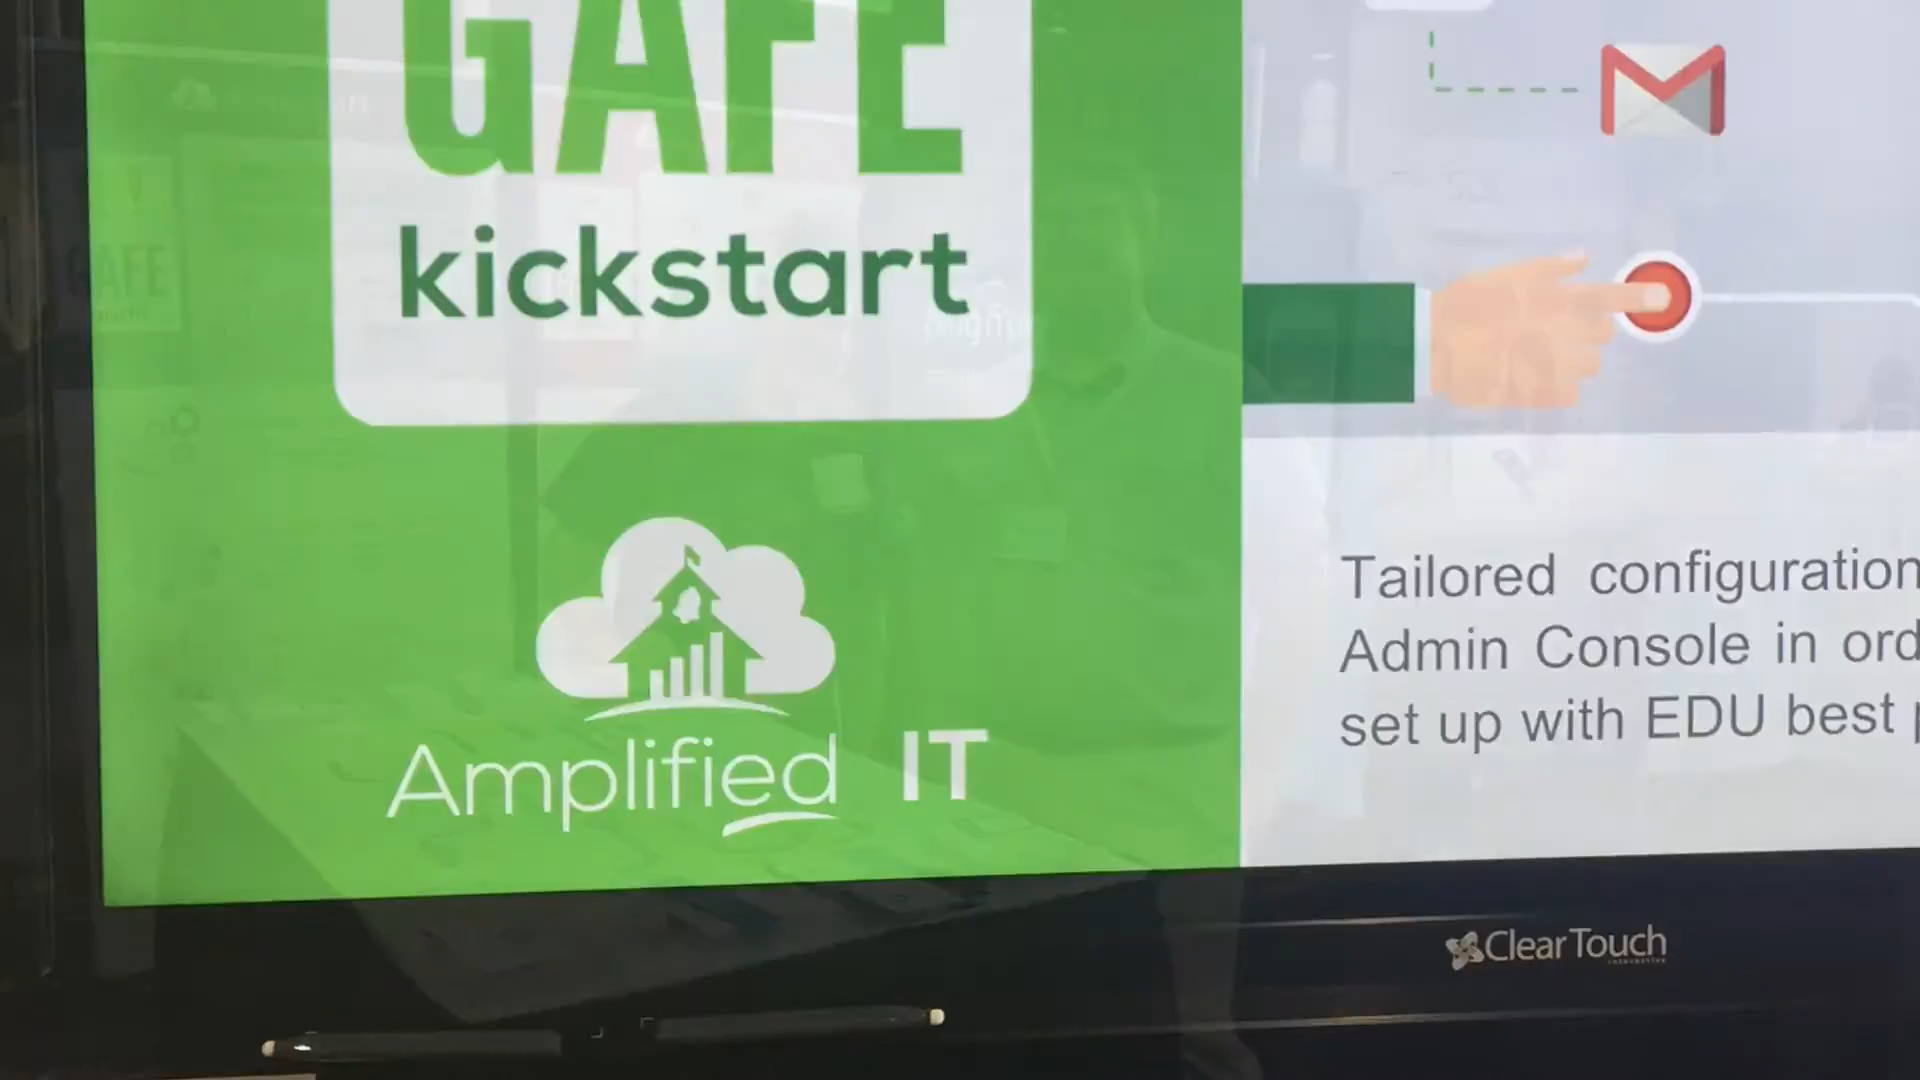 GAFE
kickstart
Amplified IT
Tailored configuration
Admin Console in ord
set up with EDU best p
ClearTouch